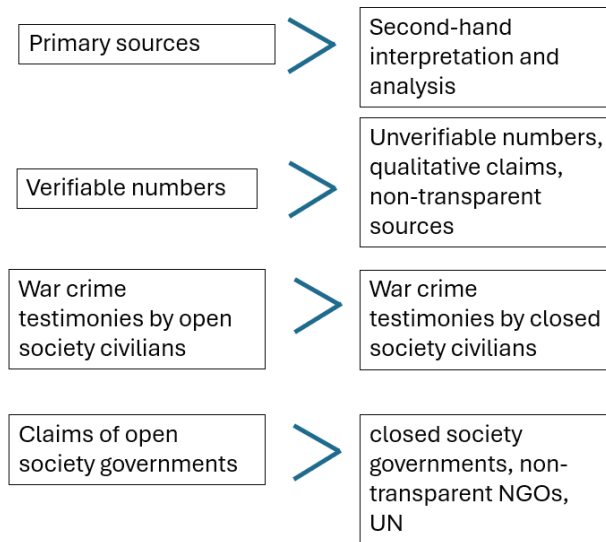 Primary sources
Second-hand
interpretation and
analysis
Verifiable numbers
Unverifiable numbers,
qualitative claims,
non-transparent
sources
War crime
testimonies by open
society civilians
War crime
testimonies by closed
society civilians
Claims of open
society governments
closed society
governments, non-
transparent NGOs,
UN